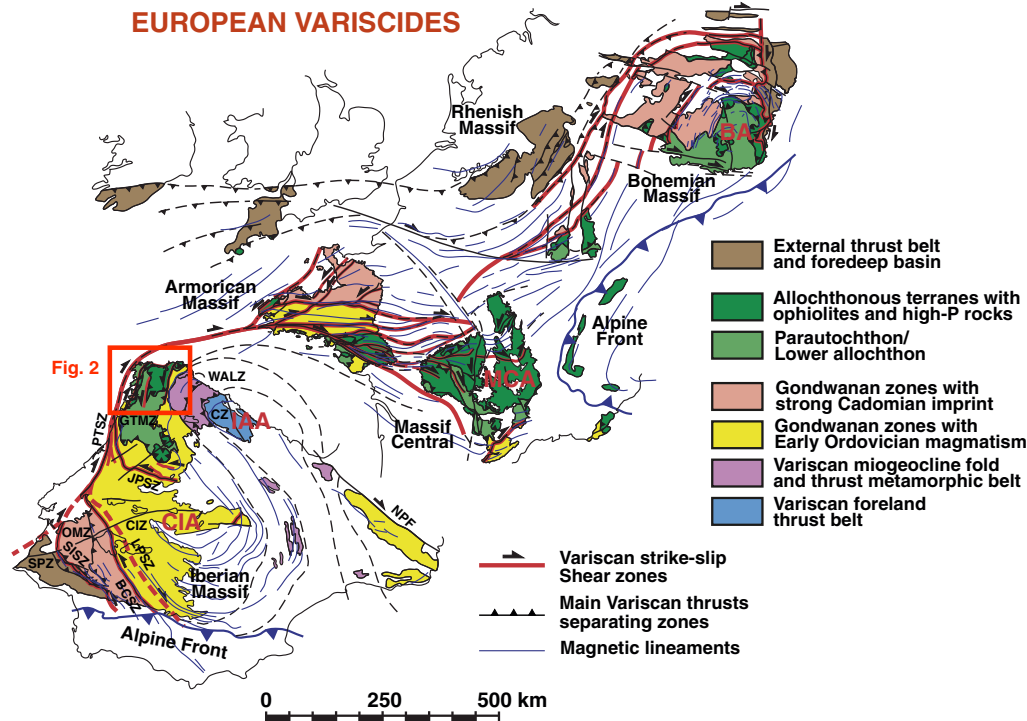 EUROPEAN VARISCIDES
Rhenish
Massif
BA
Bohemian
Massif
Armorican
Massif
Alpine
Front
Fig. 2
WALZ
GTMZ
CZ
IAA
MCA
Massif
Central
PTSZ
JPSZ
NPF
OMZ
CIZ
CIA
SISZ
LPSZ
SPZ
BCSZ
Iberian
Massif
Alpine Front
External thrust belt
and foredeep basin
Allochthonous terranes with
ophiolites and high-P rocks
Parautochthon/
Lower allochthon
Gondwanan zones with
strong Cadomian imprint
Gondwanan zones with
Early Ordovician magmatism
Variscan miogeocline fold
and thrust metamorphic belt
Variscan foreland
thrust belt
Variscan strike-slip
Shear zones
Main Variscan thrusts
separating zones
Magnetic lineaments
0 250 500 km